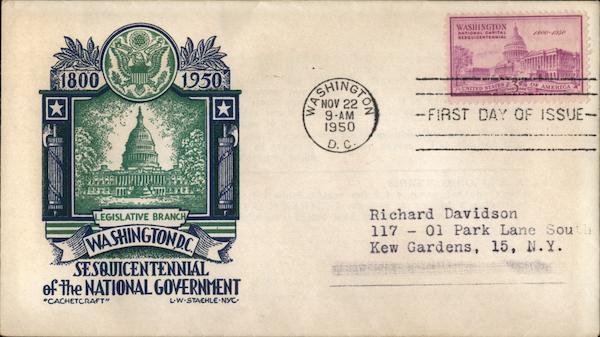 1800 1950
LEGISLATIVE BRANCH
WASHINGTON D.C.
SESQUICENTENNIAL
of the NATIONAL GOVERNMENT
"CACHETCRAFT" L·W·STAEHLE·NYC·
WASHINGTON
NOV 22
9-AM
1950
D. C.
WASHINGTON
NATIONAL CAPITAL
SESQUICENTENNIAL
1800-1950
UNITED STATES 3¢ OF AMERICA
FIRST DAY OF ISSUE
Richard Davidson
117 - 01 Park Lane South
Kew Gardens, 15, N.Y.